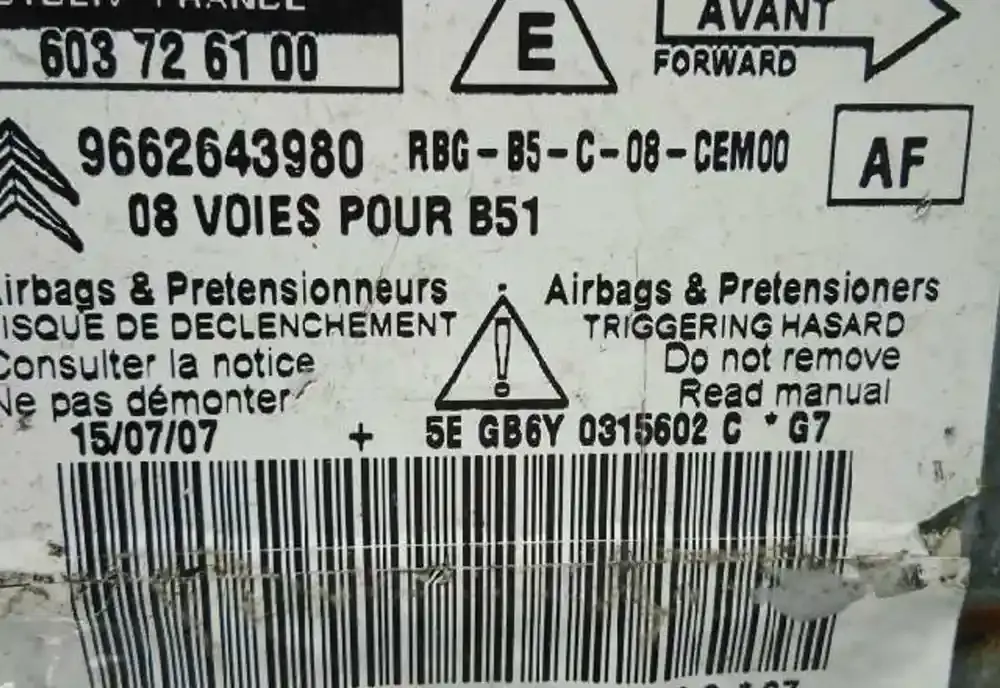 FRANCE
603 72 61 00
E
AVANT
FORWARD
9662643980 RBG-B5-C-08-CEM00
AF
08 VOIES POUR B51
Airbags & Pretensionneurs
RISQUE DE DECLENCHEMENT
Consulter la notice
Ne pas démonter
Airbags & Pretensioners
TRIGGERING HASARD
Do not remove
Read manual
15/07/07 + 5E GB6Y 0315602 C * G7